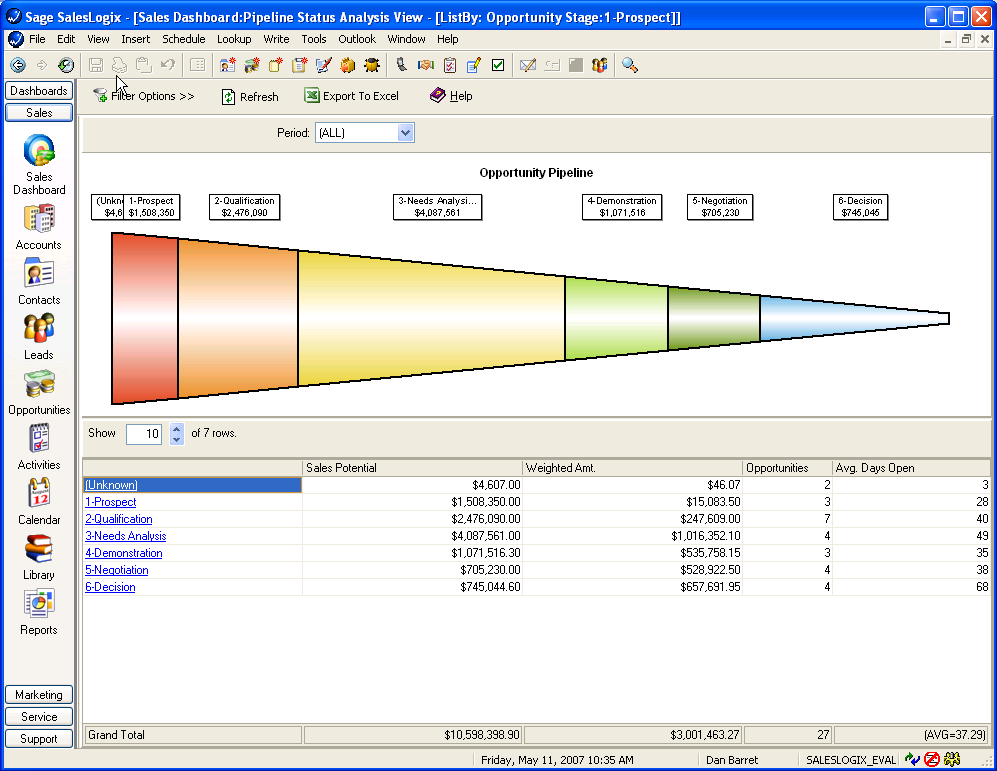 Sage SalesLogix - [Sales Dashboard:Pipeline Status Analysis View - [ListBy: Opportunity Stage:1-Prospect]]
File Edit View Insert Schedule Lookup Write Tools Outlook Window Help
Dashboards
Sales
Sales Dashboard
Accounts
Contacts
Leads
Opportunities
Activities
Calendar
Library
Reports
Marketing
Service
Support
Filter Options >> Refresh Export To Excel Help
Period: (ALL)
Opportunity Pipeline
(Unkn 1-Prospect 2-Qualification 3-Needs Analysi... 4-Demonstration 5-Negotiation 6-Decision
$4,6 $1,508,350 $2,476,090 $4,087,561 $1,071,516 $705,230 $745,045
Show 10 of 7 rows.
Sales Potential Weighted Amt. Opportunities Avg. Days Open
(Unknown) $4,607.00 $46.07 2 3
1-Prospect $1,508,350.00 $15,083.50 3 28
2-Qualification $2,476,090.00 $247,609.00 7 40
3-Needs Analysis $4,087,561.00 $1,016,352.10 4 49
4-Demonstration $1,071,516.30 $535,758.15 3 35
5-Negotiation $705,230.00 $528,922.50 4 38
6-Decision $745,044.60 $657,691.95 4 68
Grand Total $10,598,398.90 $3,001,463.27 27 (AVG=37.29)
Friday, May 11, 2007 10:35 AM Dan Barret SALESLOGIX_EVAL